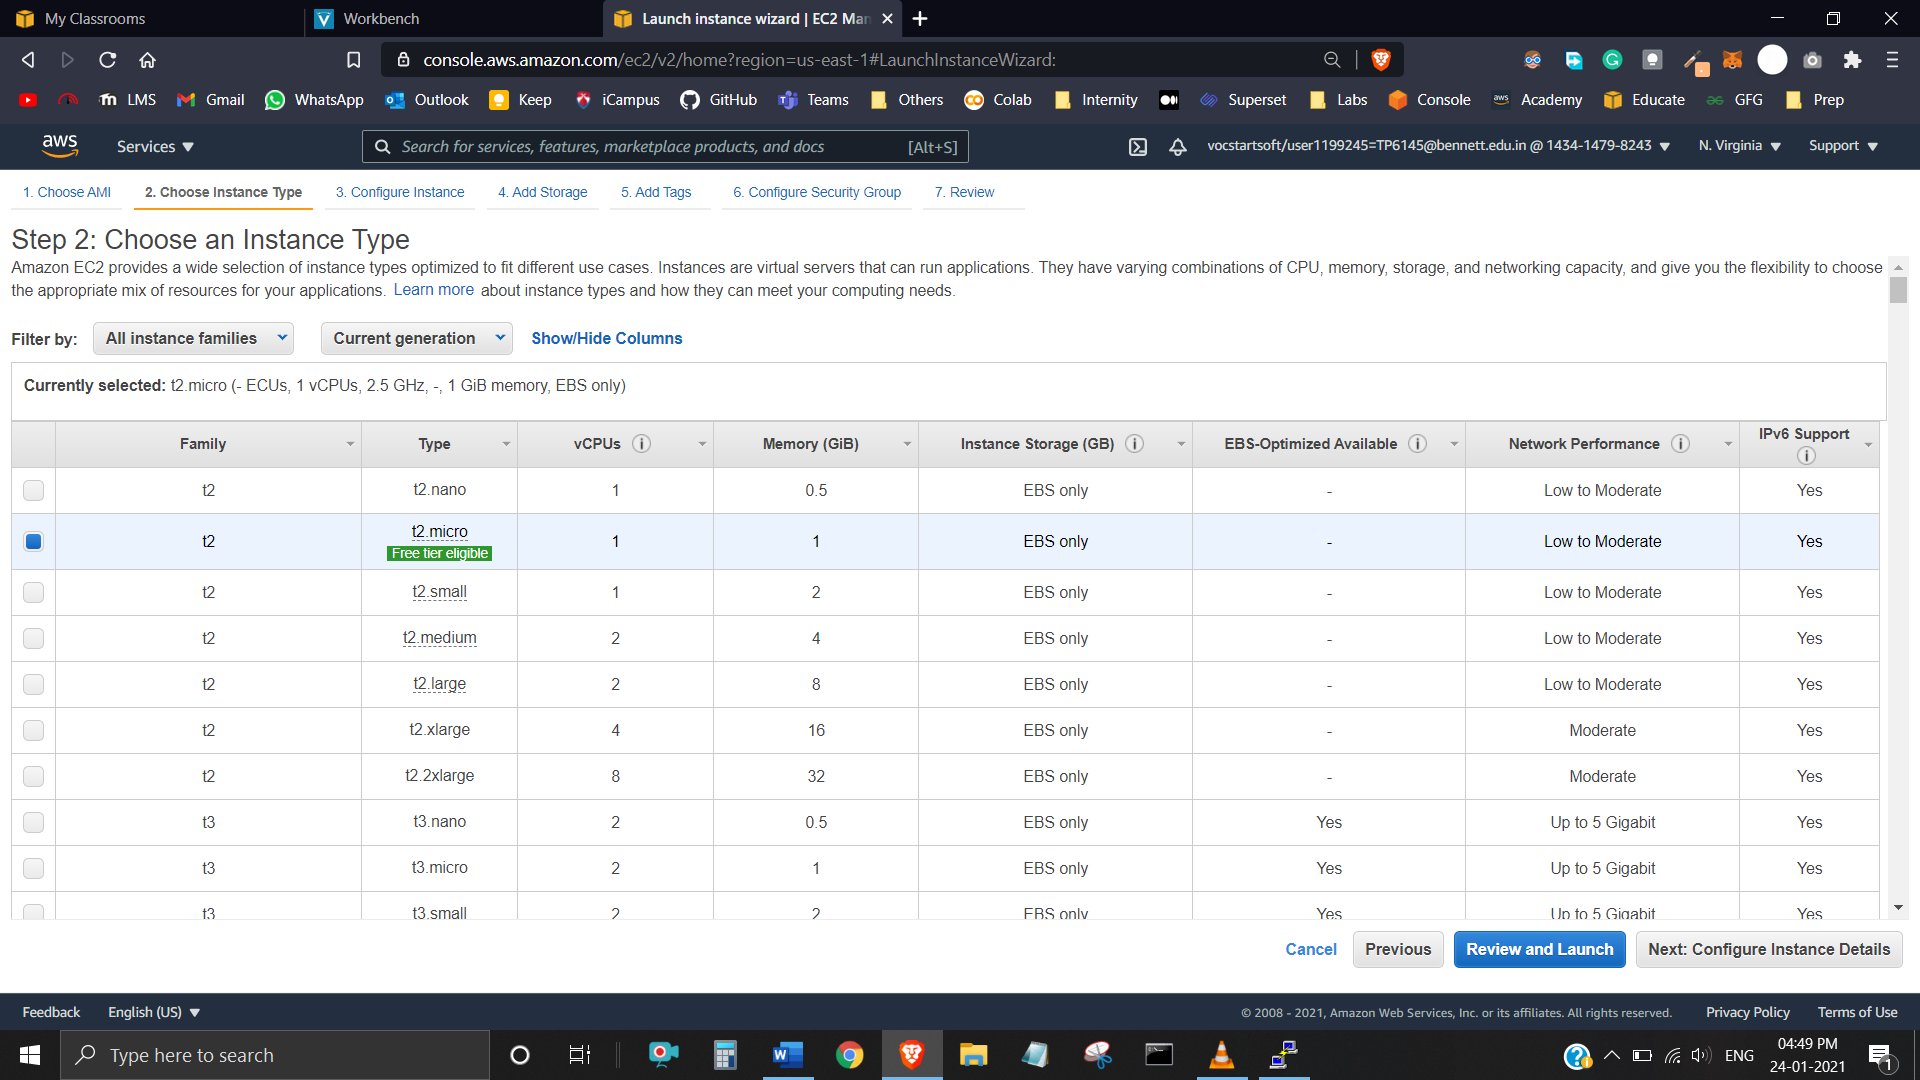 My Classrooms
Workbench
Launch instance wizard | EC2 Man
console.aws.amazon.com/ec2/v2/home?region=us-east-1#LaunchInstanceWizard:
LMS Gmail WhatsApp Outlook Keep iCampus GitHub Teams Others Colab Internity Superset Labs Console aws Academy Educate GFG Prep
aws Services Search for services, features, marketplace products, and docs [Alt+S] vocstartsoft/user1199245=TP6145@bennett.edu.in @ 1434-1479-8243 N. Virginia Support
1. Choose AMI 2. Choose Instance Type 3. Configure Instance 4. Add Storage 5. Add Tags 6. Configure Security Group 7. Review
Step 2: Choose an Instance Type
Amazon EC2 provides a wide selection of instance types optimized to fit different use cases. Instances are virtual servers that can run applications. They have varying combinations of CPU, memory, storage, and networking capacity, and give you the flexibility to choose
the appropriate mix of resources for your applications. Learn more about instance types and how they can meet your computing needs.
Filter by: All instance families Current generation Show/Hide Columns
Currently selected: t2.micro (- ECUs, 1 vCPUs, 2.5 GHz, -, 1 GiB memory, EBS only)
Family Type vCPUs Memory (GiB) Instance Storage (GB) EBS-Optimized Available Network Performance IPv6 Support
t2 t2.nano 1 0.5 EBS only - Low to Moderate Yes
t2 t2.micro 1 1 EBS only - Low to Moderate Yes
Free tier eligible
t2 t2.small 1 2 EBS only - Low to Moderate Yes
t2 t2.medium 2 4 EBS only - Low to Moderate Yes
t2 t2.large 2 8 EBS only - Low to Moderate Yes
t2 t2.xlarge 4 16 EBS only - Moderate Yes
t2 t2.2xlarge 8 32 EBS only - Moderate Yes
t3 t3.nano 2 0.5 EBS only Yes Up to 5 Gigabit Yes
t3 t3.micro 2 1 EBS only Yes Up to 5 Gigabit Yes
t3 t3.small 2 2 EBS only Yes Up to 5 Gigabit Yes
Cancel Previous Review and Launch Next: Configure Instance Details
Feedback English (US) © 2008 - 2021, Amazon Web Services, Inc. or its affiliates. All rights reserved. Privacy Policy Terms of Use
Type here to search
ENG
04:49 PM
24-01-2021
1